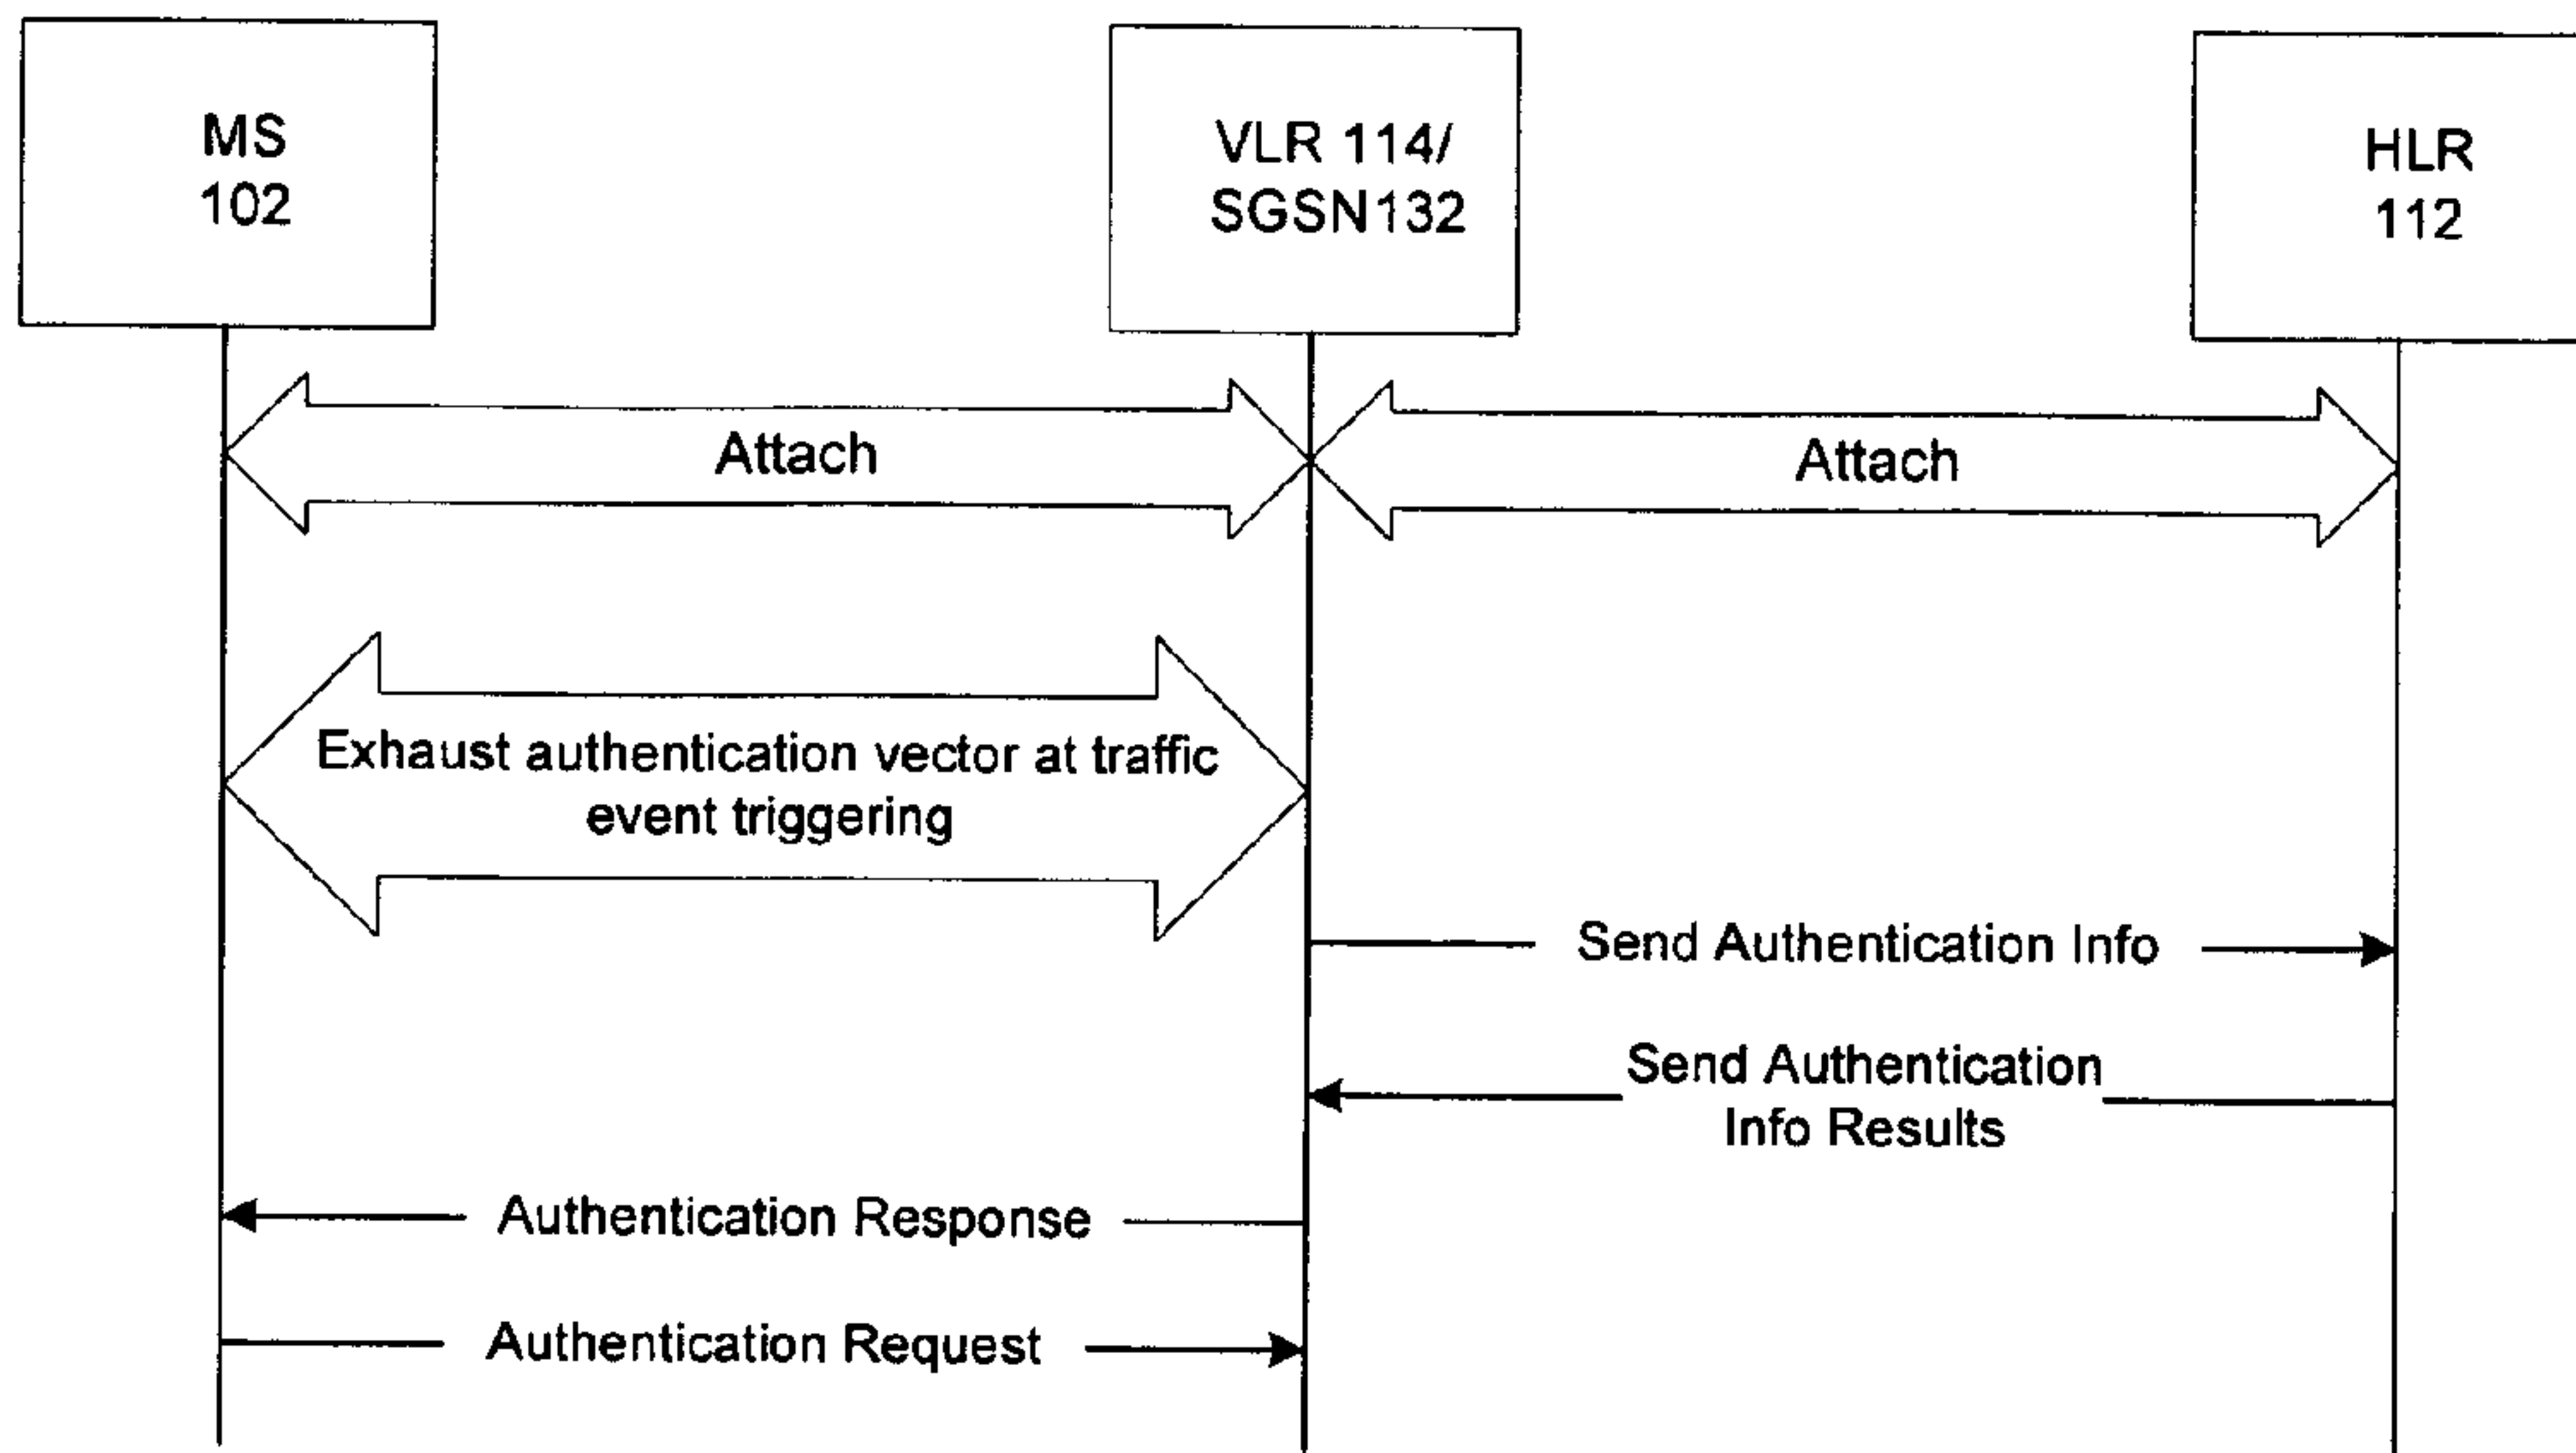 MS
102
VLR 114/
SGSN132
HLR
112
Attach
Attach
Exhaust authentication vector at traffic
event triggering
Send Authentication Info
Send Authentication
Info Results
Authentication Response
Authentication Request